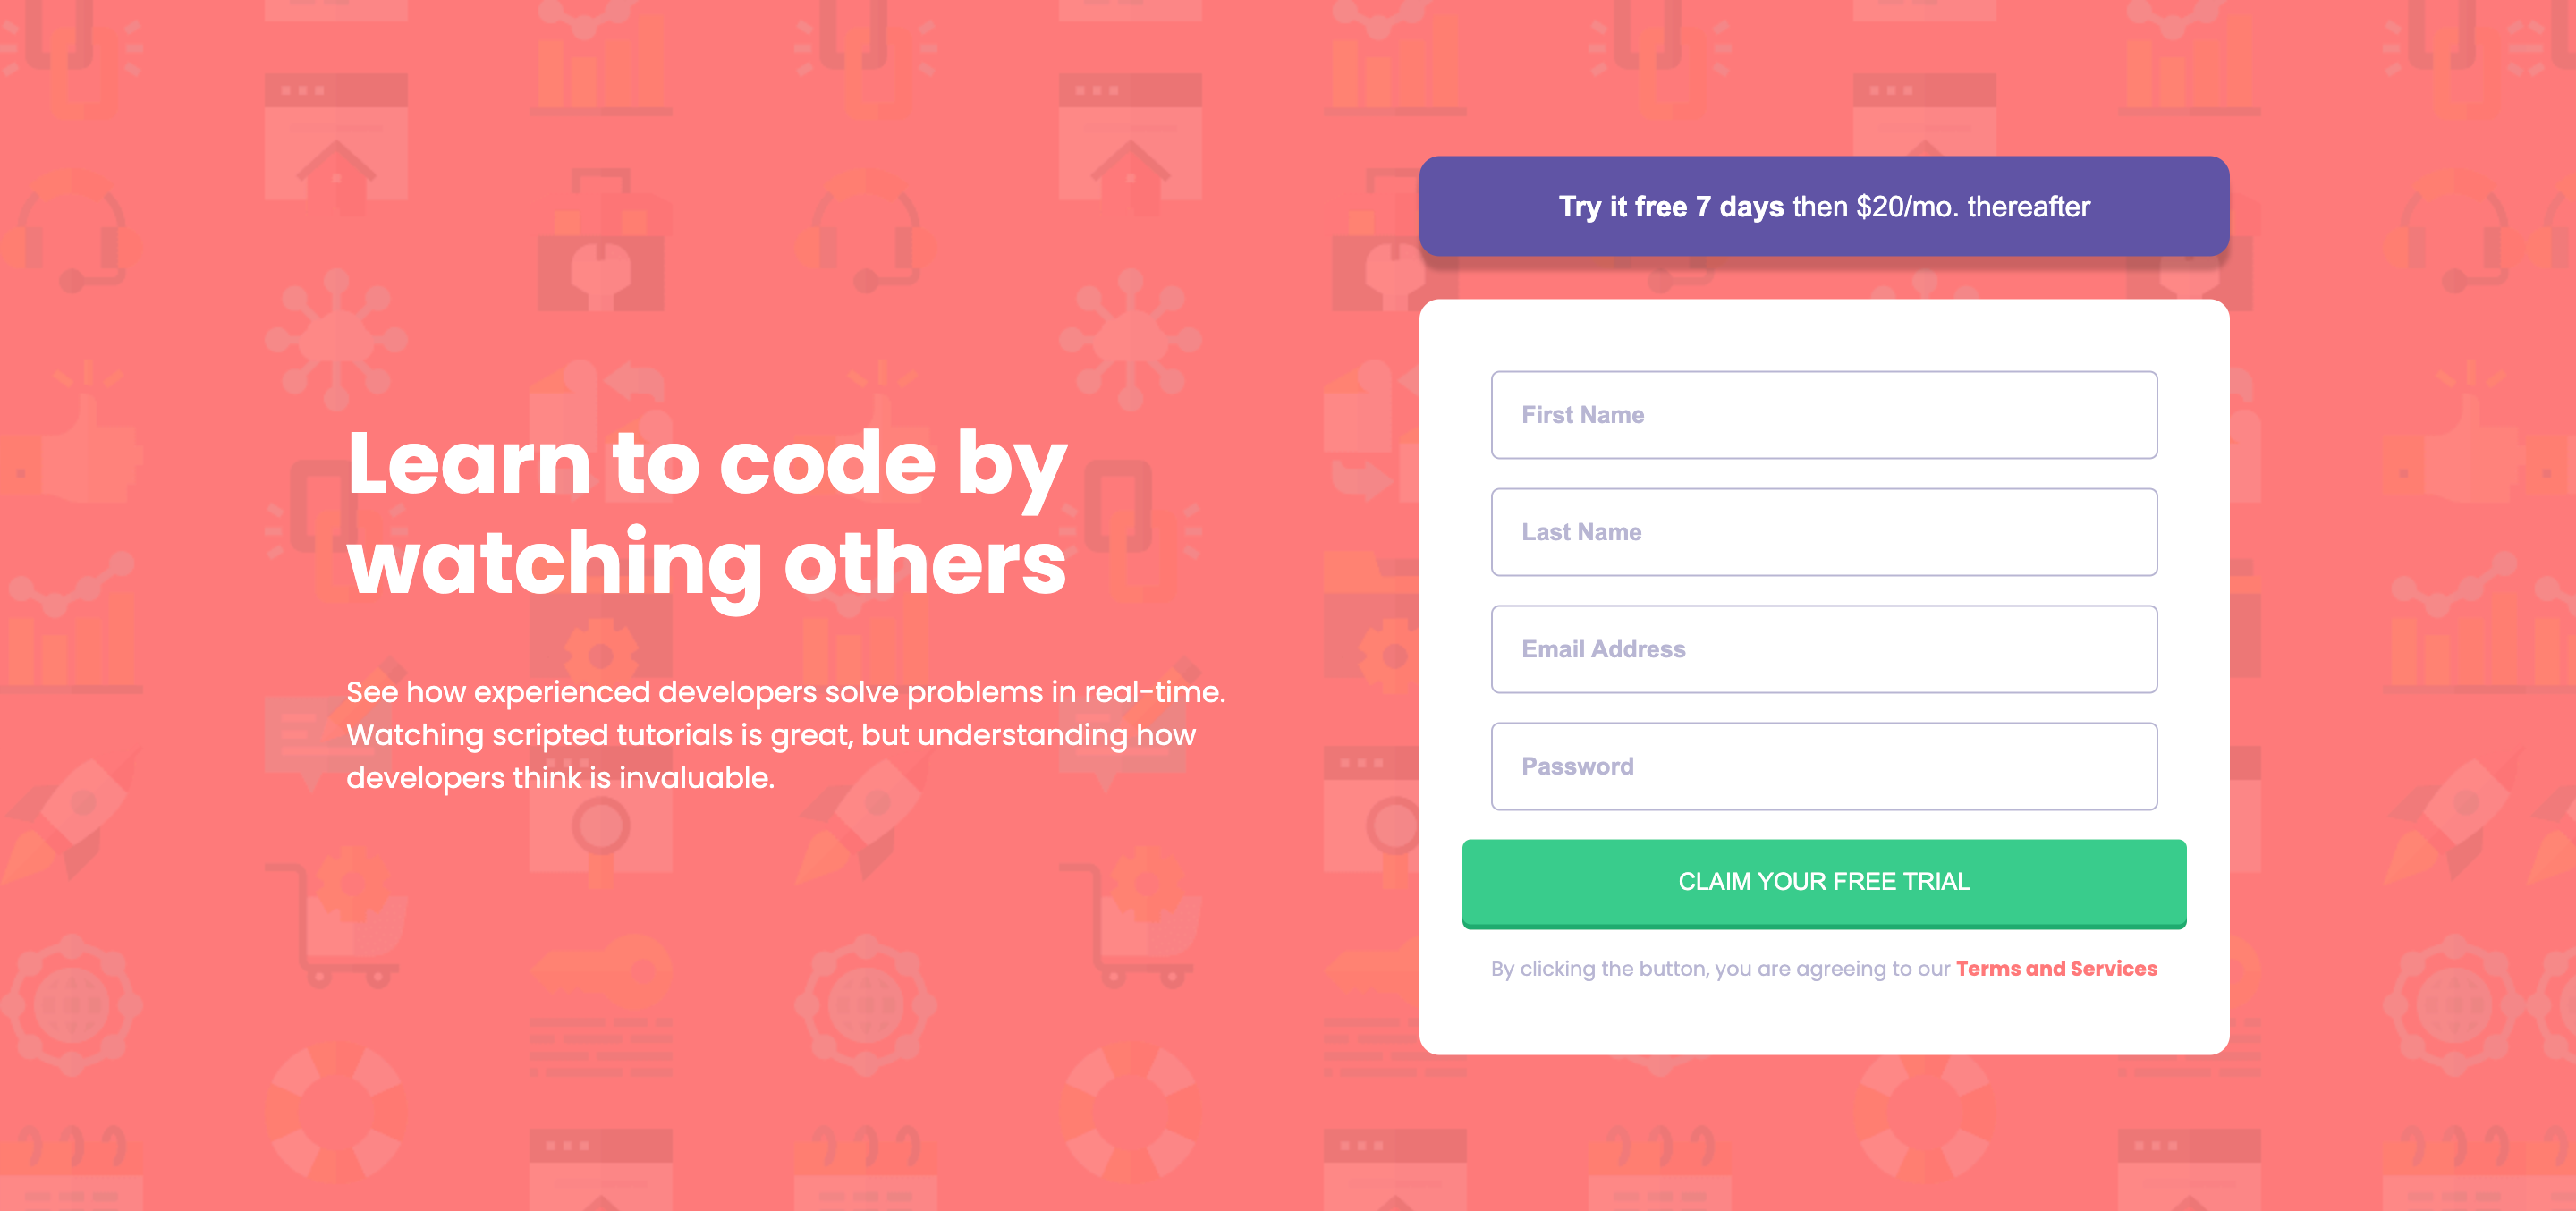 Learn to code by
watching others
See how experienced developers solve problems in real-time.
Watching scripted tutorials is great, but understanding how
developers think is invaluable.
Try it free 7 days then $20/mo. thereafter
First Name
Last Name
Email Address
Password
CLAIM YOUR FREE TRIAL
By clicking the button, you are agreeing to our Terms and Services